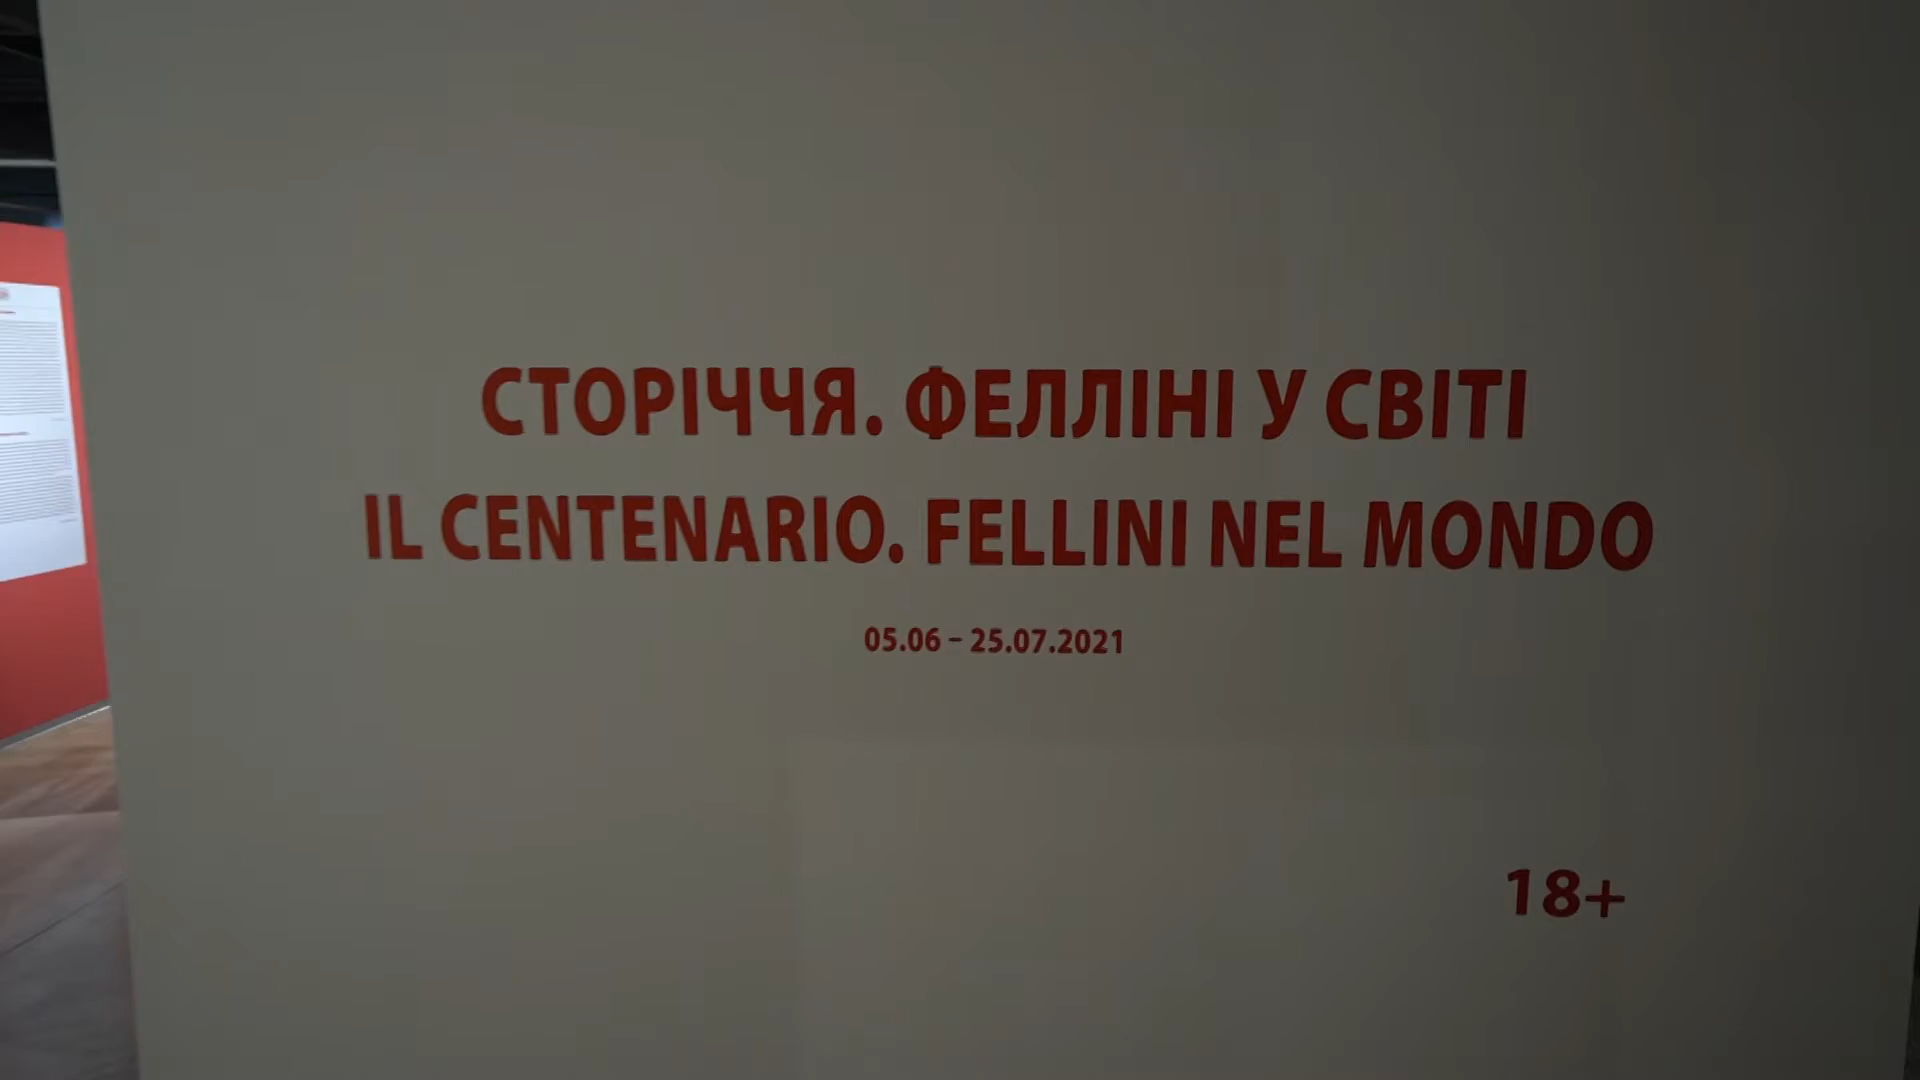 СТОРІЧЧЯ. ФЕЛЛІНІ У СВІТІ
IL CENTENARIO. FELLINI NEL MONDO
05.06 – 25.07.2021
18+